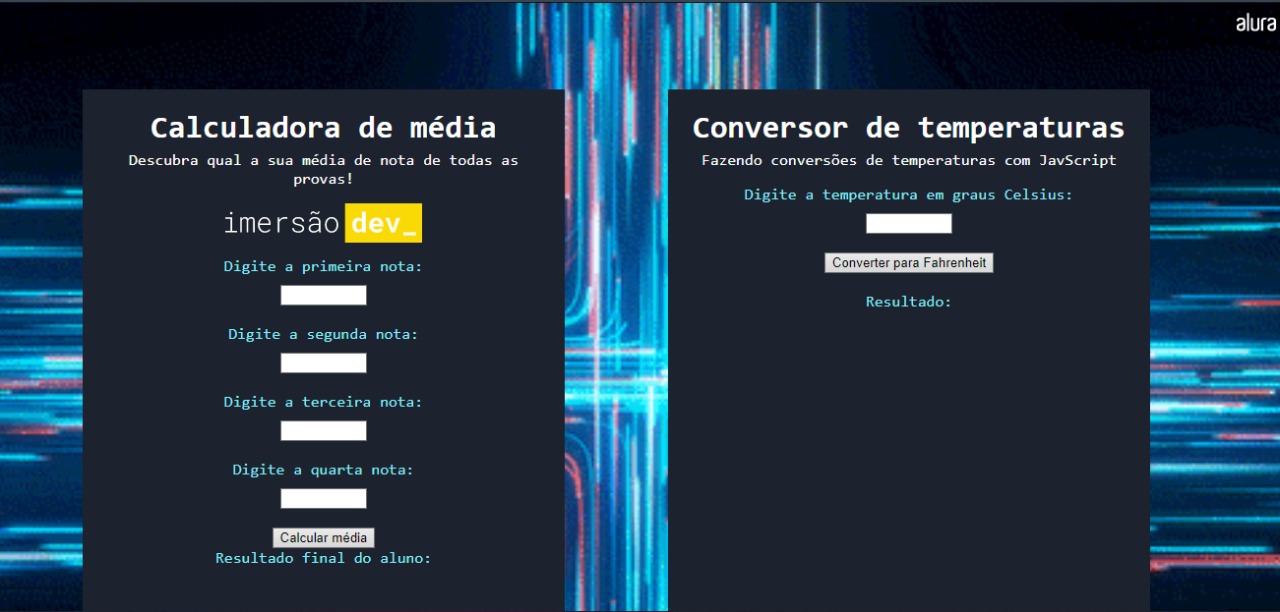 alura
Calculadora de média
Descubra qual a sua média de nota de todas as
provas!
imersão dev_
Digite a primeira nota:
Digite a segunda nota:
Digite a terceira nota:
Digite a quarta nota:
Calcular média
Resultado final do aluno:
Conversor de temperaturas
Fazendo conversões de temperaturas com JavScript
Digite a temperatura em graus Celsius:
Converter para Fahrenheit
Resultado: